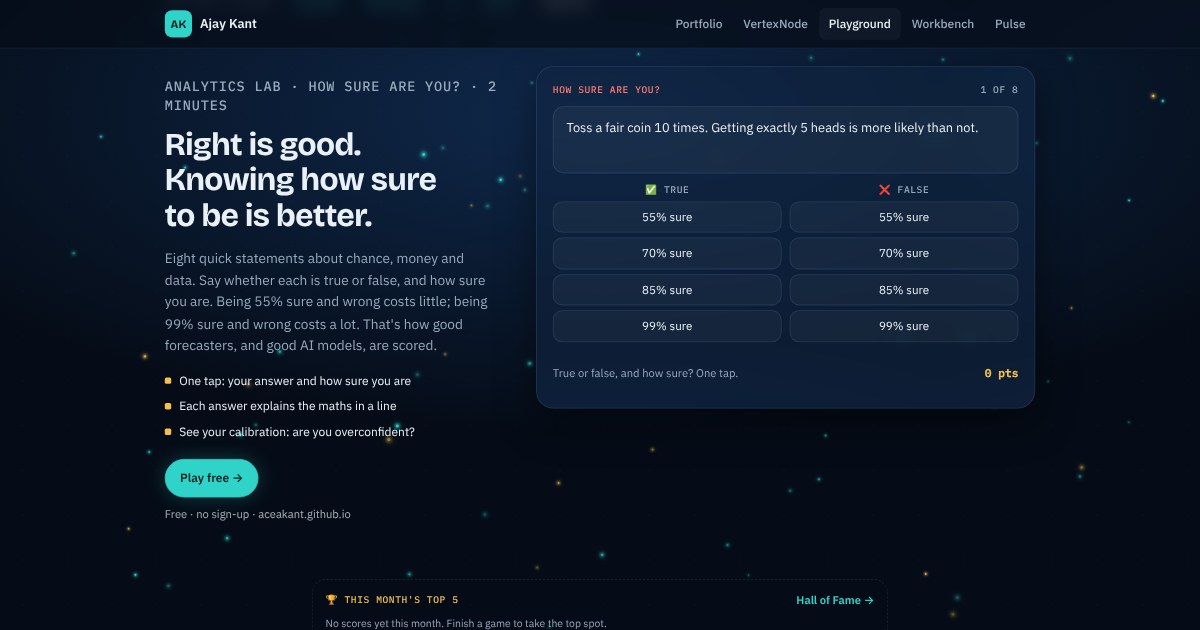 AK Ajay Kant
Portfolio VertexNode Playground Workbench Pulse
ANALYTICS LAB · HOW SURE ARE YOU? · 2
MINUTES
Right is good.
Knowing how sure
to be is better.
Eight quick statements about chance, money and
data. Say whether each is true or false, and how sure
you are. Being 55% sure and wrong costs little; being
99% sure and wrong costs a lot. That's how good
forecasters, and good AI models, are scored.
One tap: your answer and how sure you are
Each answer explains the maths in a line
See your calibration: are you overconfident?
Play free →
Free · no sign-up · aceakant.github.io
HOW SURE ARE YOU? 1 OF 8
Toss a fair coin 10 times. Getting exactly 5 heads is more likely than not.
✅ TRUE ❌ FALSE
55% sure 55% sure
70% sure 70% sure
85% sure 85% sure
99% sure 99% sure
True or false, and how sure? One tap. 0 pts
🏆 THIS MONTH'S TOP 5 Hall of Fame →
No scores yet this month. Finish a game to take the top spot.